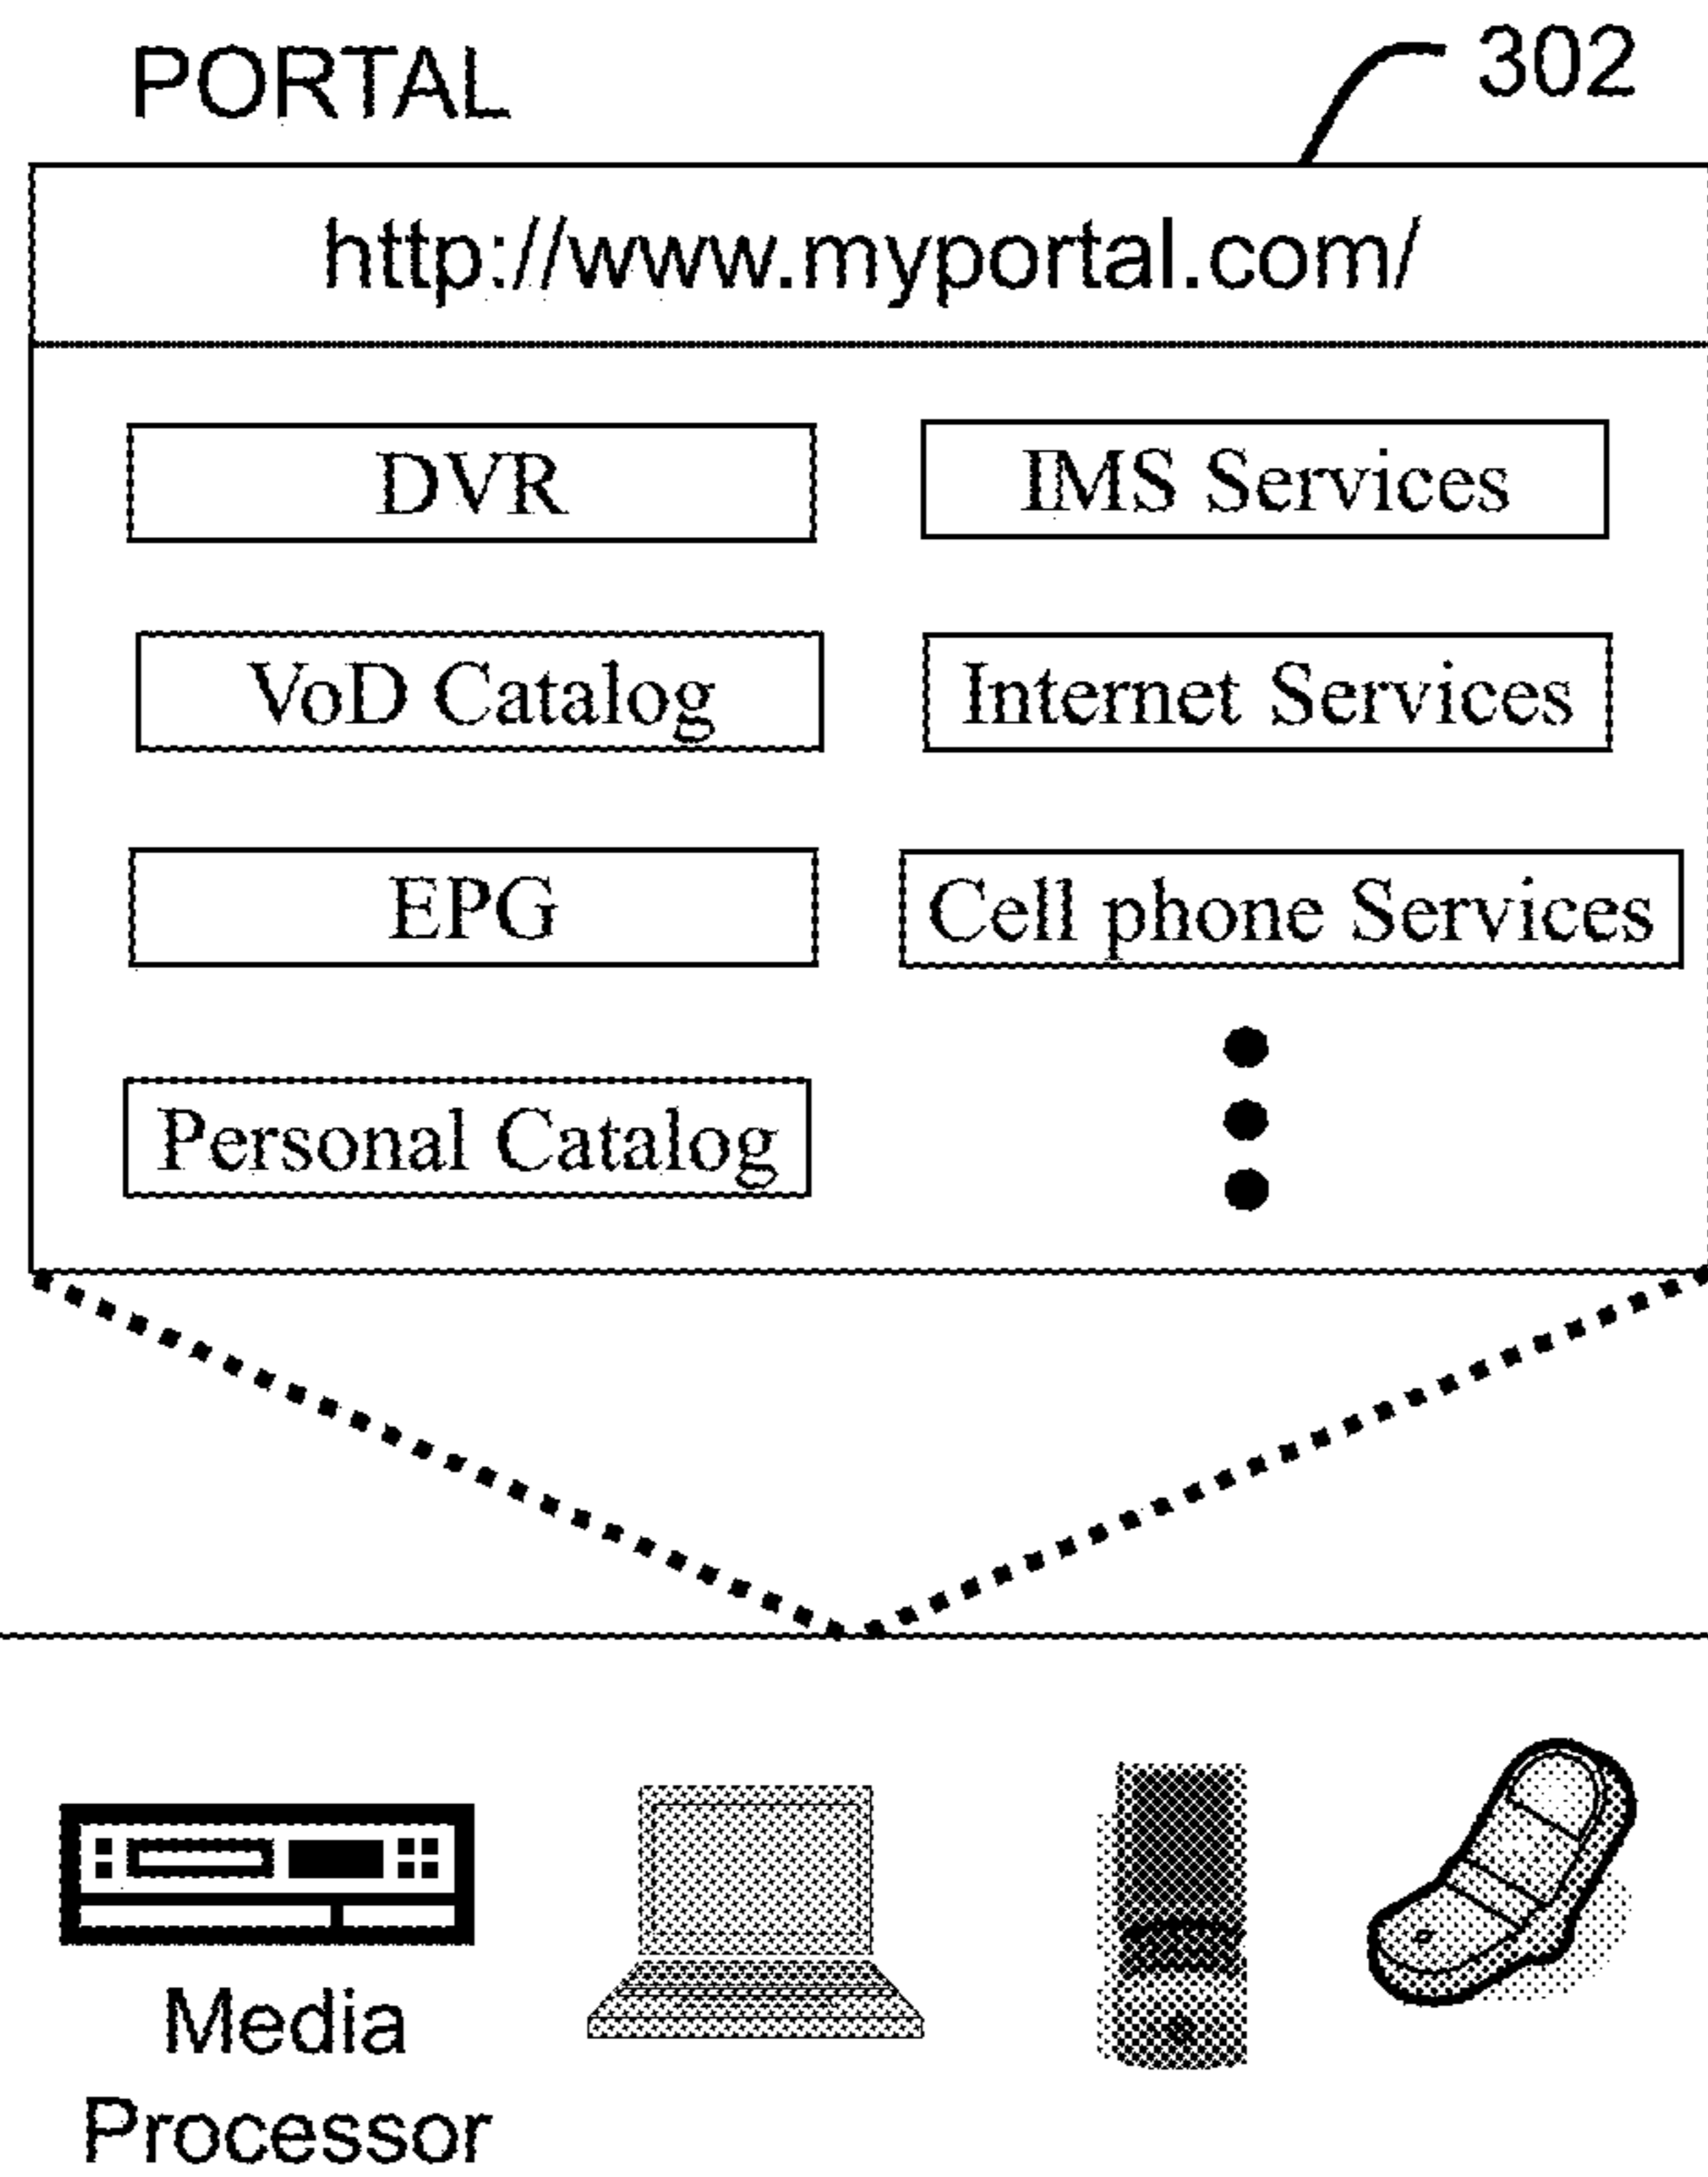 PORTAL
302
http://www.myportal.com/
DVR
IMS Services
VoD Catalog
Internet Services
EPG
Cell phone Services
Personal Catalog
Media
Processor